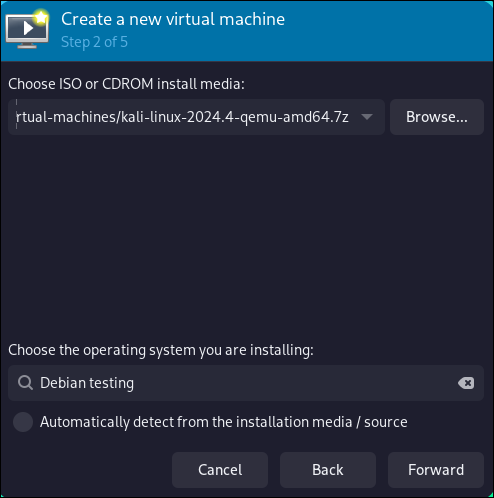 Create a new virtual machine
Step 2 of 5
Choose ISO or CDROM install media:
rtual-machines/kali-linux-2024.4-qemu-amd64.7z
Browse...
Choose the operating system you are installing:
Debian testing
Automatically detect from the installation media / source
Cancel
Back
Forward